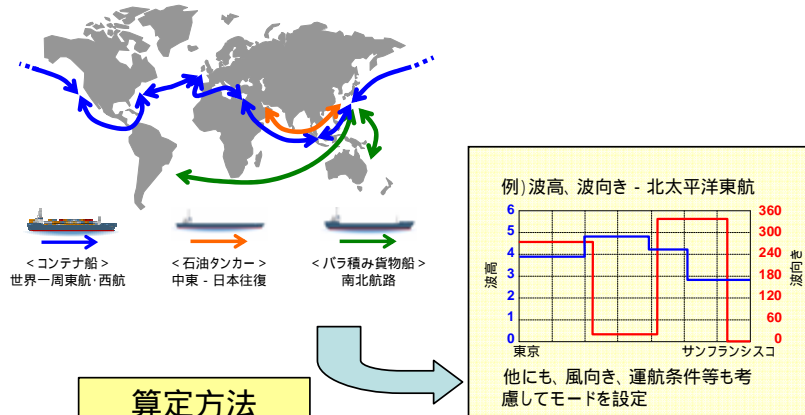 <コンテナ船>
世界一周東航・西航
<石油タンカー>
中東 - 日本往復
<バラ積み貨物船>
南北航路
算定方法
例)波高、波向き - 北太平洋東航
6
5
4
3
2
1
0
波高
360
300
240
180
120
60
0
波向き
東京
サンフランシスコ
他にも、風向き、運航条件等も考
慮してモードを設定